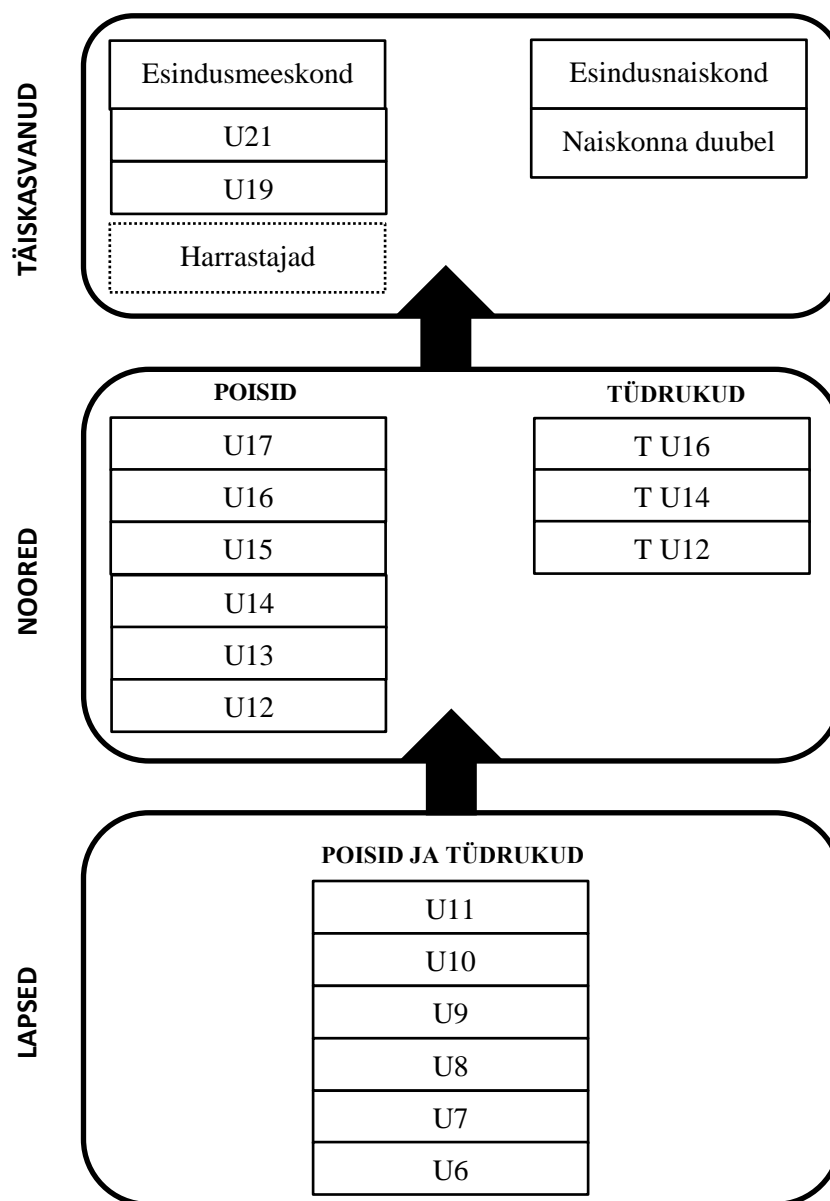 TÄISKASVANUD
Esindusmeeskond
U21
U19
Harrastajad
Esindusnaiskond
Naiskonna duubel
NOORED
POISID
U17
U16
U15
U14
U13
U12
TÜDRUKUD
T U16
T U14
T U12
LAPSED
POISID JA TÜDRUKUD
U11
U10
U9
U8
U7
U6